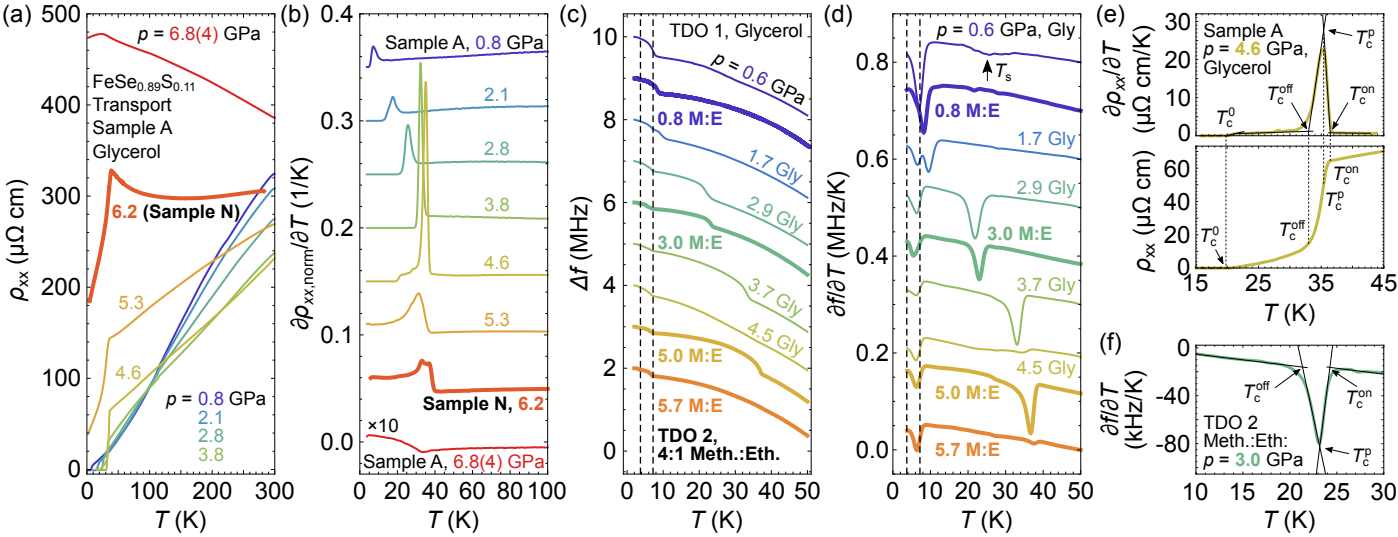 (a)
p = 6.8(4) GPa
FeSe0.89S0.11
Transport
Sample A
Glycerol
6.2 (Sample N)
5.3
4.6
p = 0.8 GPa
2.1
2.8
3.8
ρxx (μΩ cm)
500
400
300
200
100
0
0 100 200 300
T (K)
(b)
Sample A, 0.8 GPa
2.1
2.8
3.8
4.6
5.3
Sample N, 6.2
×10
Sample A, 6.8(4) GPa
∂ρxx,norm/∂T (1/K)
0.4
0.3
0.2
0.1
0.0
0 20 40 60 80 100
T (K)
(c)
TDO 1, Glycerol
p = 0.6 GPa
0.8 M:E
1.7 Gly
2.9 Gly
3.0 M:E
3.7 Gly
4.5 Gly
5.0 M:E
5.7 M:E
TDO 2,
4:1 Meth.:Eth.
Δf (MHz)
10
8
6
4
2
0
0 10 20 30 40 50
T (K)
(d)
p = 0.6 GPa, Gly
Ts
0.8 M:E
1.7 Gly
2.9 Gly
3.0 M:E
3.7 Gly
4.5 Gly
5.0 M:E
5.7 M:E
∂f/∂T (MHz/K)
0.8
0.6
0.4
0.2
0.0
0 10 20 30 40 50
T (K)
(e)
Sample A
p = 4.6 GPa,
Glycerol
Tcp
Tcoff
Tcon
Tc0
∂ρxx/∂T
(μΩ cm/K)
30
20
10
0
Tcon
Tcp
Tcoff
Tc0
ρxx (μΩ cm)
60
40
20
0
15 25 35 45
T (K)
(f)
Tcoff
Tcon
TDO 2
Meth.:Eth:
p = 3.0 GPa
Tcp
∂f/∂T
(kHz/K)
0
-40
-80
10 15 20 25 30
T (K)